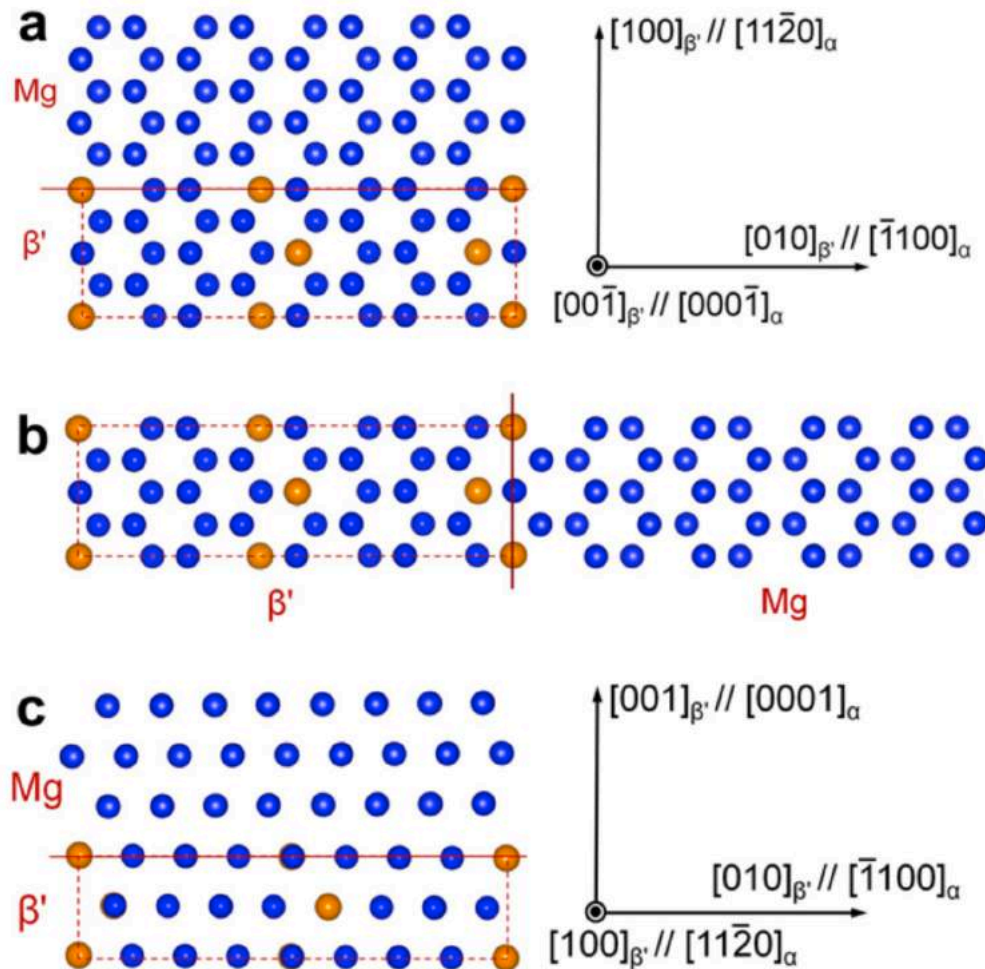 a
[100]β' // [112̄0]α
Mg
β'
[010]β' // [1̄100]α
[001̄]β' // [0001̄]α
b
β'
Mg
c
[001]β' // [0001]α
Mg
[010]β' // [1̄100]α
β'
[100]β' // [112̄0]α